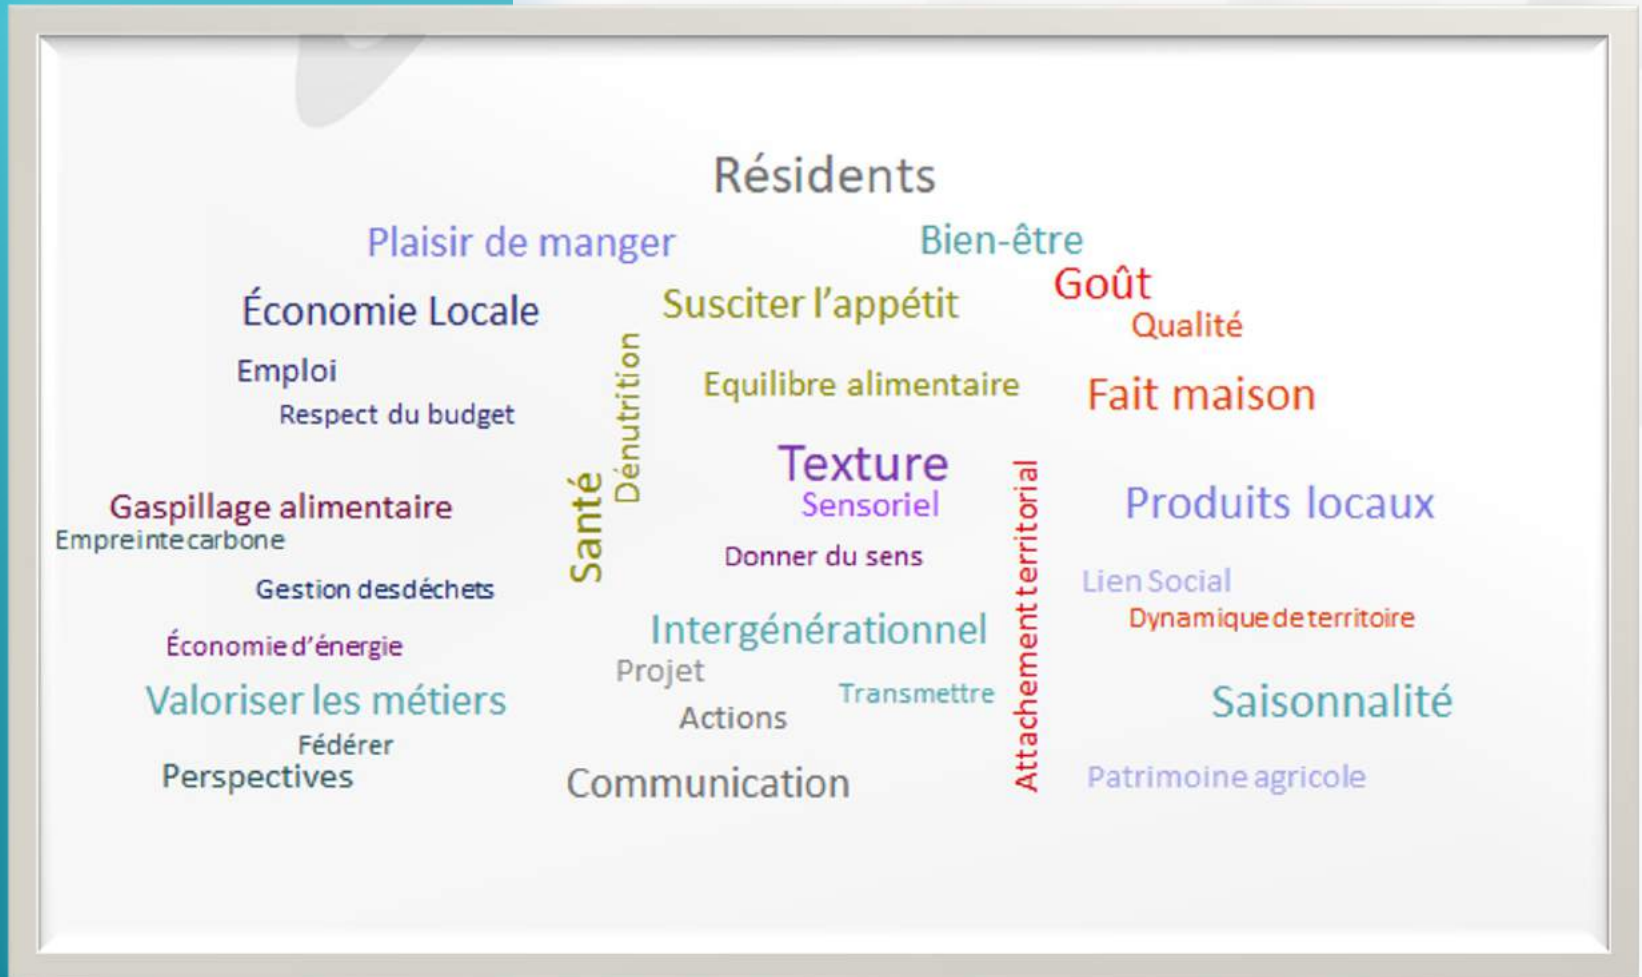 Résidents
Plaisir de manger
Bien-être
Goût
Économie Locale
Susciter l’appétit
Qualité
Emploi
Dénutrition
Equilibre alimentaire
Fait maison
Respect du budget
Texture
Santé
Sensoriel
Attachement territorial
Produits locaux
Gaspillage alimentaire
Empreinte carbone
Donner du sens
Lien Social
Gestion des déchets
Dynamique de territoire
Intergénérationnel
Économie d’énergie
Projet
Transmettre
Valoriser les métiers
Saisonnalité
Actions
Fédérer
Perspectives
Communication
Patrimoine agricole